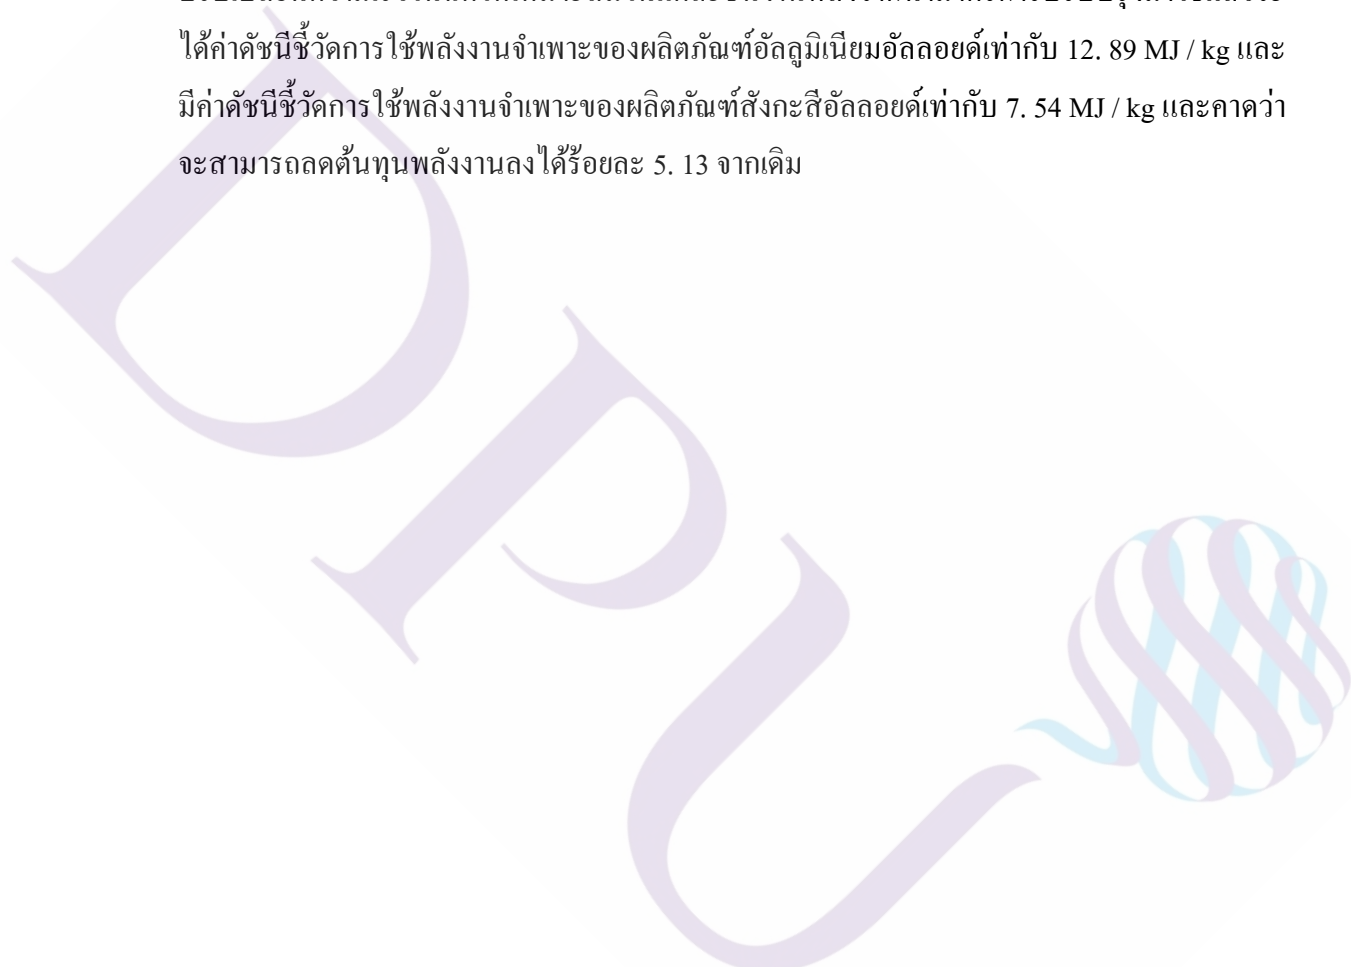 ได้ค่าดัชนีชี้วัดการใช้พลังงานจำเพาะของผลิตภัณฑ์อัลลูมิเนียมอัลลอยด์เท่ากับ 12. 89 MJ / kg และ
มีค่าดัชนีชี้วัดการใช้พลังงานจำเพาะของผลิตภัณฑ์สังกะสีอัลลอยด์เท่ากับ 7. 54 MJ / kg และคาดว่า
จะสามารถลดต้นทุนพลังงานลงได้ร้อยละ 5. 13 จากเดิม
DPU